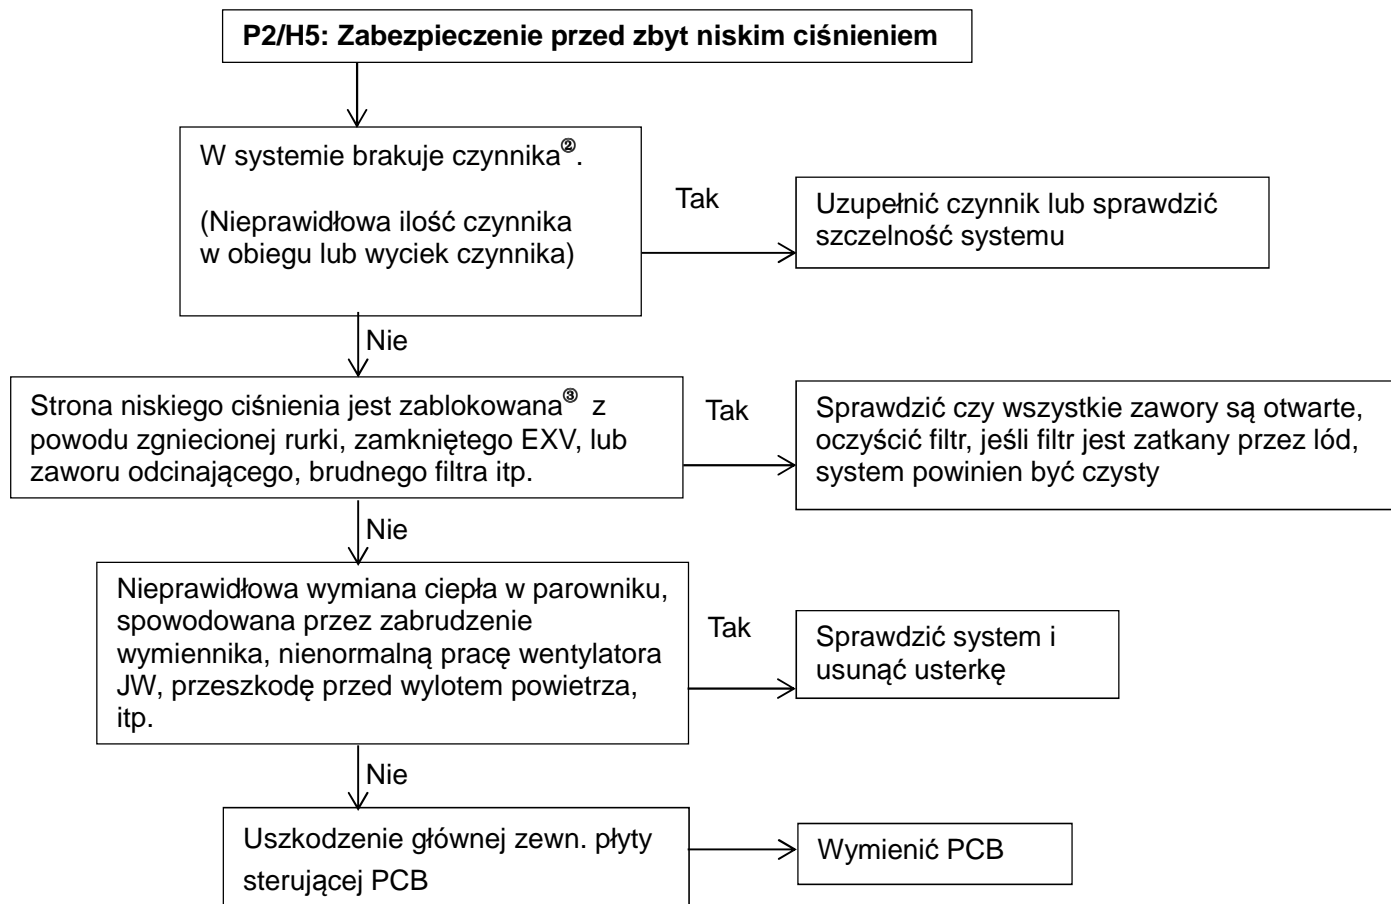 P2/H5: Zabezpieczenie przed zbyt niskim ciśnieniem
W systemie brakuje czynnika②.
(Nieprawidłowa ilość czynnika
w obiegu lub wyciek czynnika)
Tak
Uzupełnić czynnik lub sprawdzić
szczelność systemu
Nie
Strona niskiego ciśnienia jest zablokowana③ z
powodu zgniecionej rurki, zamkniętego EXV, lub
zaworu odcinającego, brudnego filtra itp.
Tak
Sprawdzić czy wszystkie zawory są otwarte,
oczyścić filtr, jeśli filtr jest zatkany przez lód,
system powinien być czysty
Nie
Nieprawidłowa wymiana ciepła w parowniku,
spowodowana przez zabrudzenie
wymiennika, nienormalną pracę wentylatora
JW, przeszkodę przed wylotem powietrza,
itp.
Tak
Sprawdzić system i
usunąć usterkę
Nie
Uszkodzenie głównej zewn. płyty
sterującej PCB
Wymienić PCB